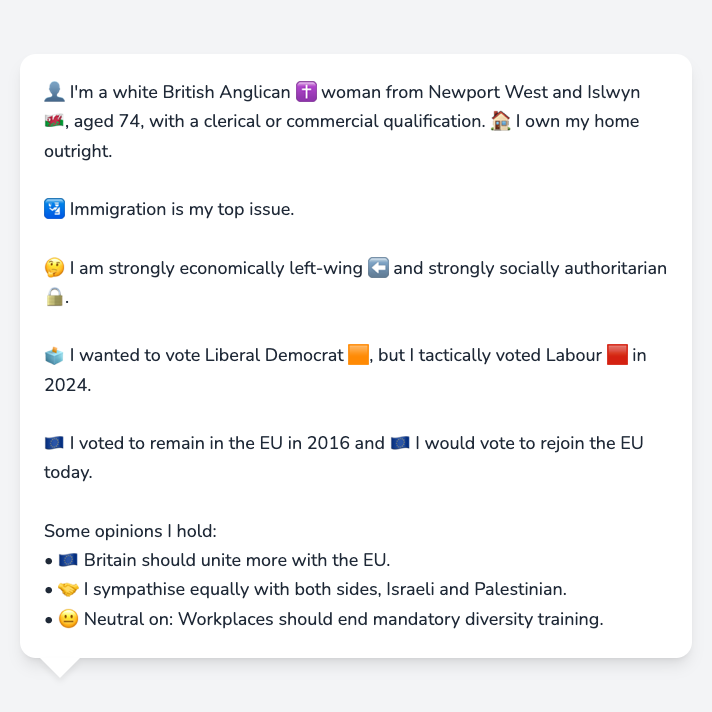 👤 I'm a white British Anglican ✝️ woman from Newport West and Islwyn
🏴󠁧󠁢󠁷󠁬󠁳󠁿, aged 74, with a clerical or commercial qualification. 🏠 I own my home
outright.
🛂 Immigration is my top issue.
🤔 I am strongly economically left-wing ⬅️ and strongly socially authoritarian
🔒.
🗳️ I wanted to vote Liberal Democrat 🟧, but I tactically voted Labour 🟥 in
2024.
🇪🇺 I voted to remain in the EU in 2016 and 🇪🇺 I would vote to rejoin the EU
today.
Some opinions I hold:
• 🇪🇺 Britain should unite more with the EU.
• 🤝 I sympathise equally with both sides, Israeli and Palestinian.
• 😐 Neutral on: Workplaces should end mandatory diversity training.